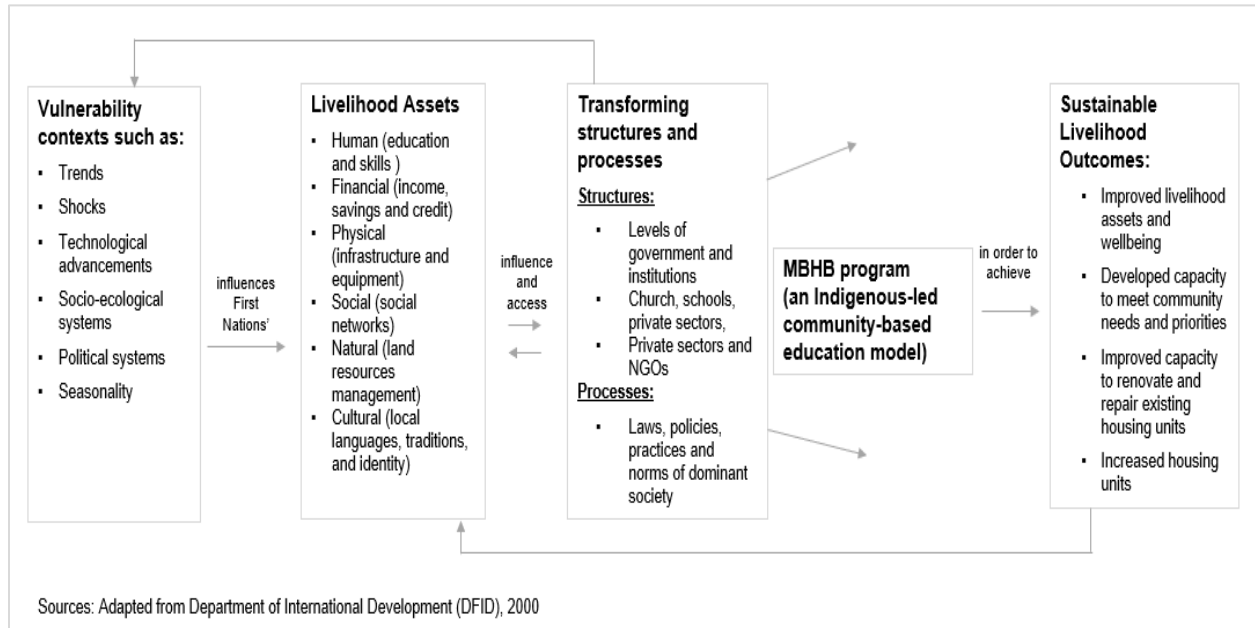 Vulnerability
contexts such as:
▪ Trends
▪ Shocks
▪ Technological
advancements
▪ Socio-ecological
systems
▪ Political systems
▪ Seasonality
influences
First
Nations’
Livelihood Assets
▪ Human (education
and skills )
▪ Financial (income,
savings and credit)
▪ Physical
(infrastructure and
equipment)
▪ Social (social
networks)
▪ Natural (land
resources
management)
▪ Cultural (local
languages, traditions,
and identity)
influence
and
access
Transforming
structures and
processes
Structures:
▪ Levels of
government and
institutions
▪ Church, schools,
private sectors,
▪ Private sectors and
NGOs
Processes:
▪ Laws, policies,
practices and
norms of dominant
society
MBHB program
(an Indigenous-led
community-based
education model)
in order to
achieve
Sustainable
Livelihood
Outcomes:
▪ Improved livelihood
assets and
wellbeing
▪ Developed capacity
to meet community
needs and priorities
▪ Improved capacity
to renovate and
repair existing
housing units
▪ Increased housing
units
Sources: Adapted from Department of International Development (DFID), 2000